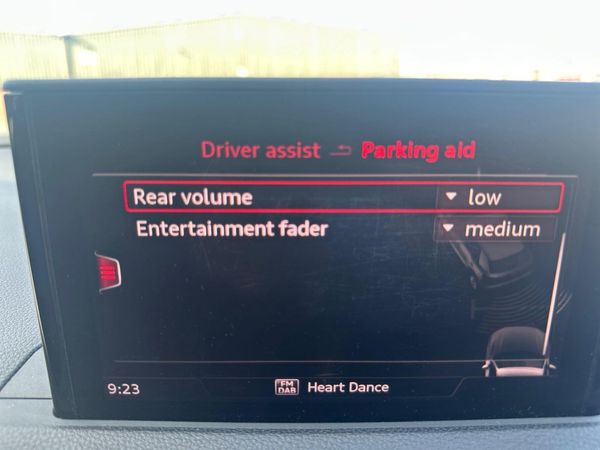 Driver assist Parking aid
Rear volume low
Entertainment fader medium
9:23 FM DAB Heart Dance